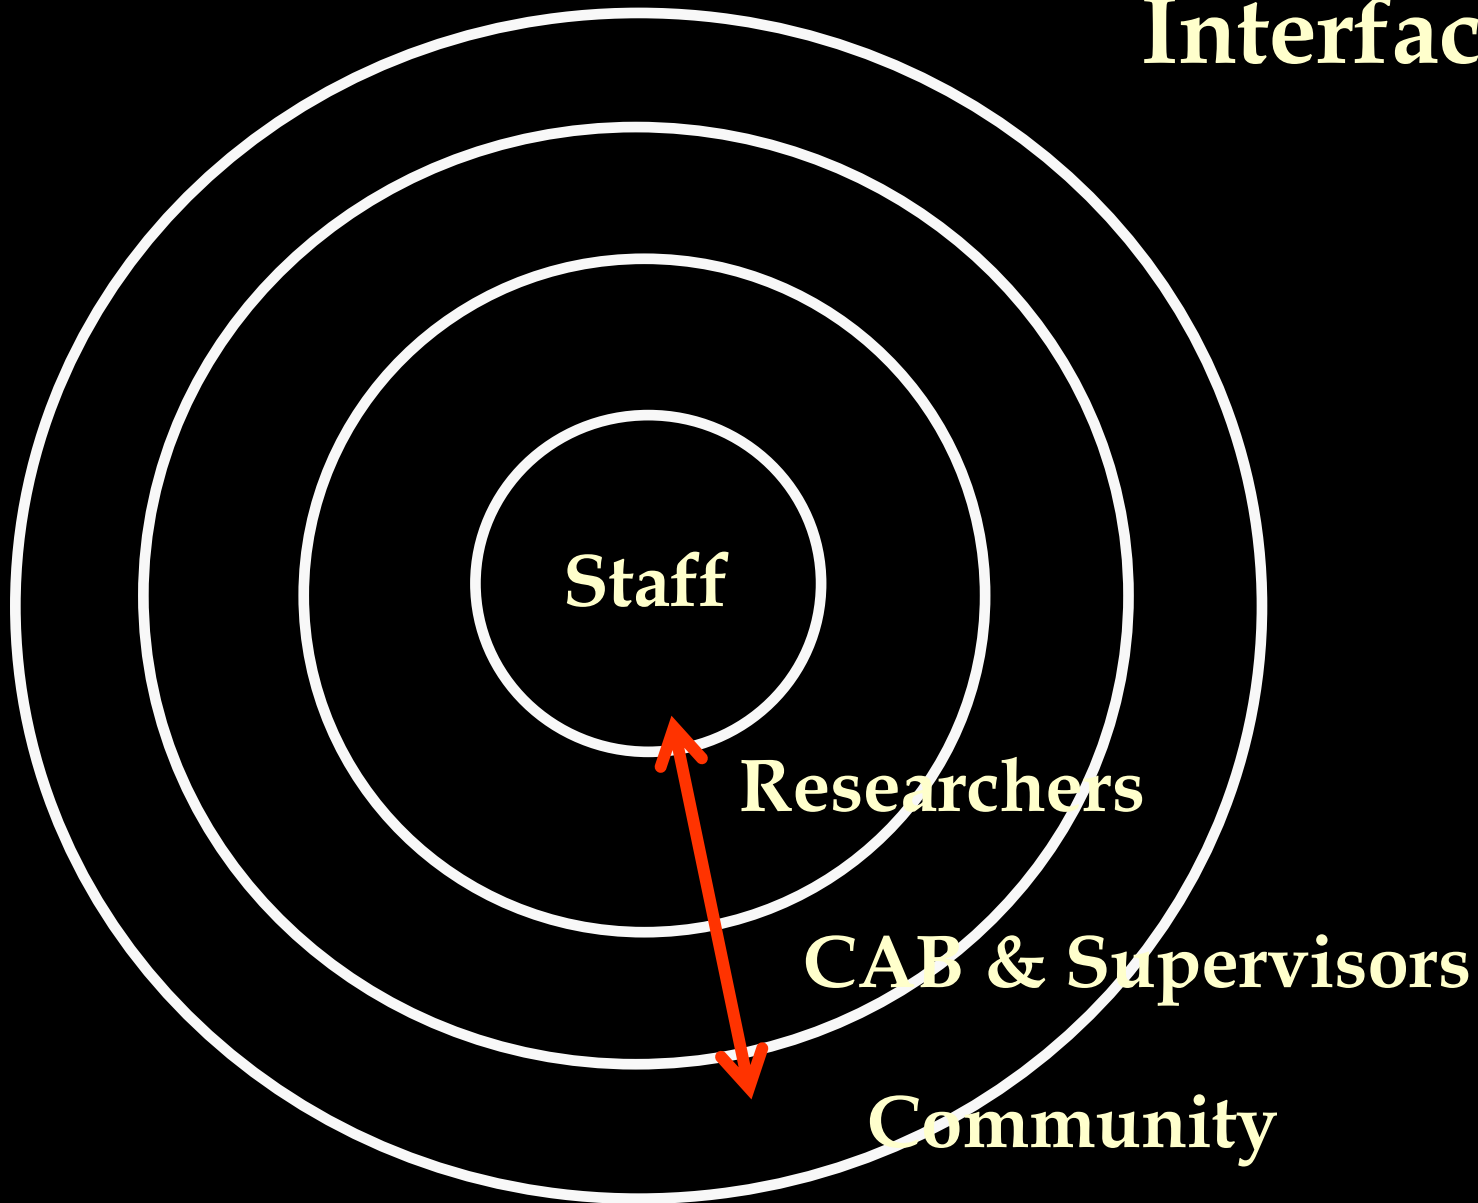 Interfac
Staff
Researchers
CAB & Supervisors
Community